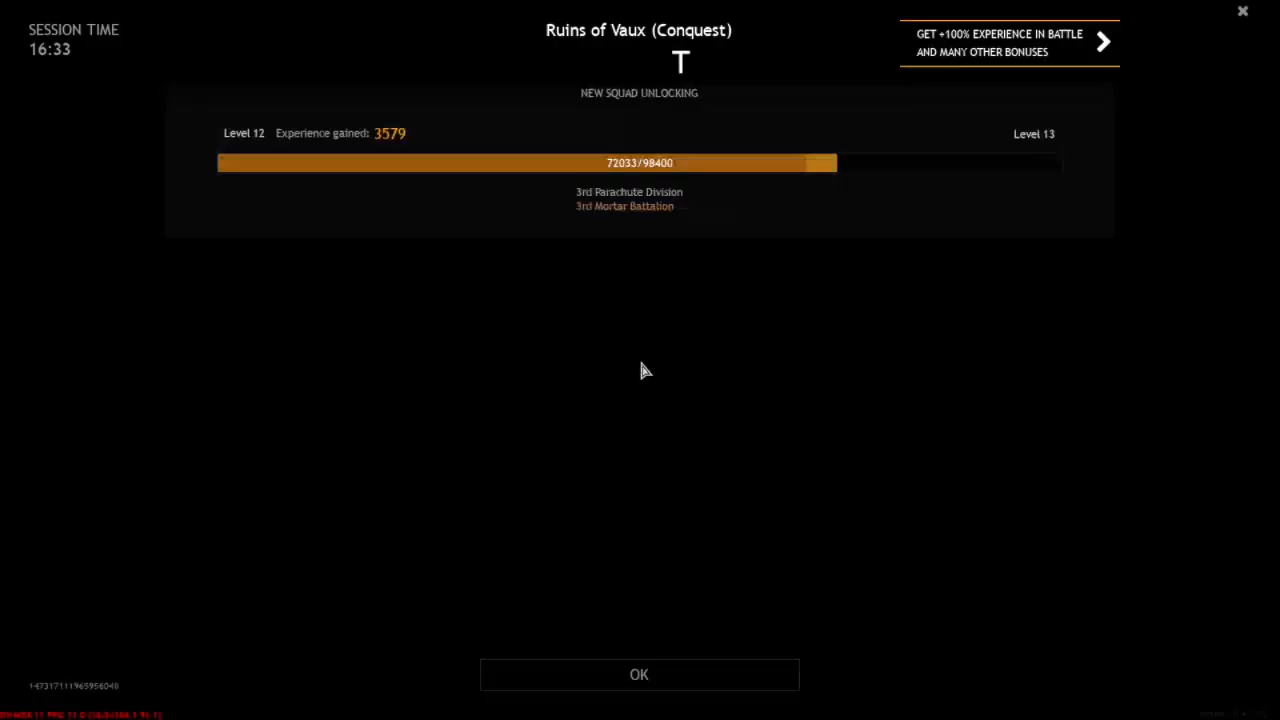 SESSION TIME
16:33
Ruins of Vaux (Conquest)
T
GET +100% EXPERIENCE IN BATTLE
AND MANY OTHER BONUSES
NEW SQUAD UNLOCKING
Level 12 Experience gained: 3579
Level 13
72033/98400
3rd Parachute Division
3rd Mortar Battalion
OK